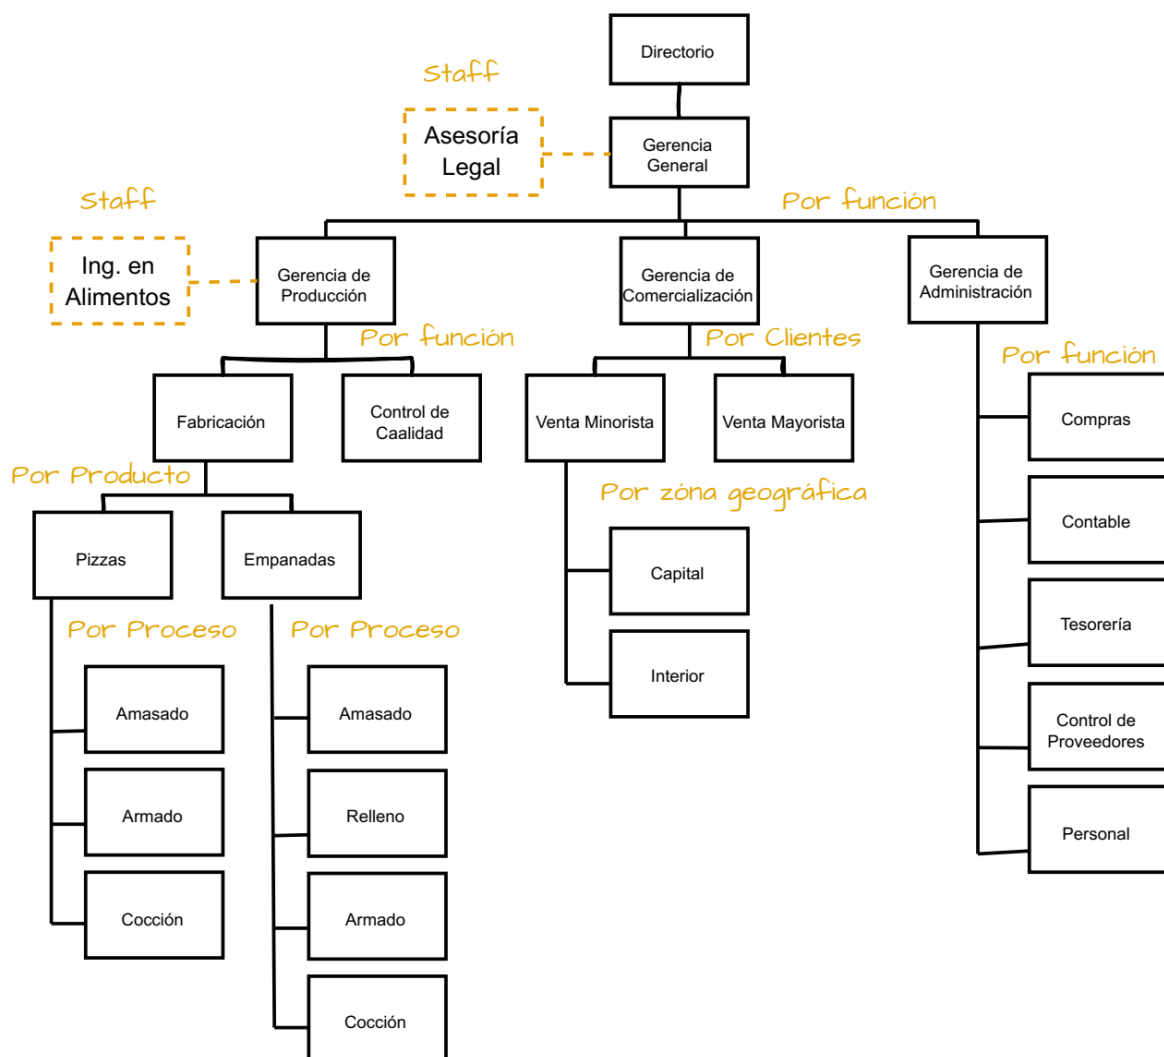 Directorio
Staff
Asesoría
Legal
Gerencia
General
Staff
Por función
Ing. en
Alimentos
Gerencia de
Producción
Gerencia de
Comercialización
Gerencia de
Administración
Por función
Por Clientes
Por función
Fabricación
Control de
Caalidad
Venta Minorista
Venta Mayorista
Compras
Por Producto
Por zóna geográfica
Pizzas
Empanadas
Capital
Contable
Por Proceso
Por Proceso
Tesorería
Amasado
Amasado
Interior
Control de
Proveedores
Armado
Relleno
Personal
Cocción
Armado
Cocción